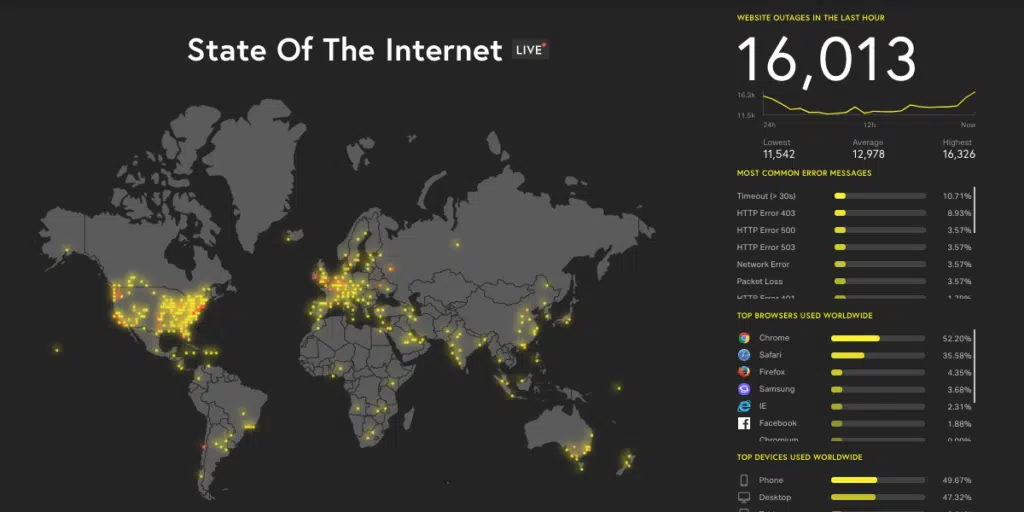 State Of The Internet LIVE
WEBSITE OUTAGES IN THE LAST HOUR
16,013
16.2k
11.5k
24h 12h Now
Lowest Average Highest
11,542 12,978 16,326
MOST COMMON ERROR MESSAGES
Timeout (> 30s) 10.71%
HTTP Error 403 8.93%
HTTP Error 500 3.57%
HTTP Error 503 3.57%
Network Error 3.57%
Packet Loss 3.57%
HTTP Error 401 1.79%
TOP BROWSERS USED WORLDWIDE
Chrome 52.20%
Safari 35.58%
Firefox 4.35%
Samsung 3.68%
IE 2.31%
Facebook 1.88%
Chromium
TOP DEVICES USED WORLDWIDE
Phone 49.67%
Desktop 47.32%